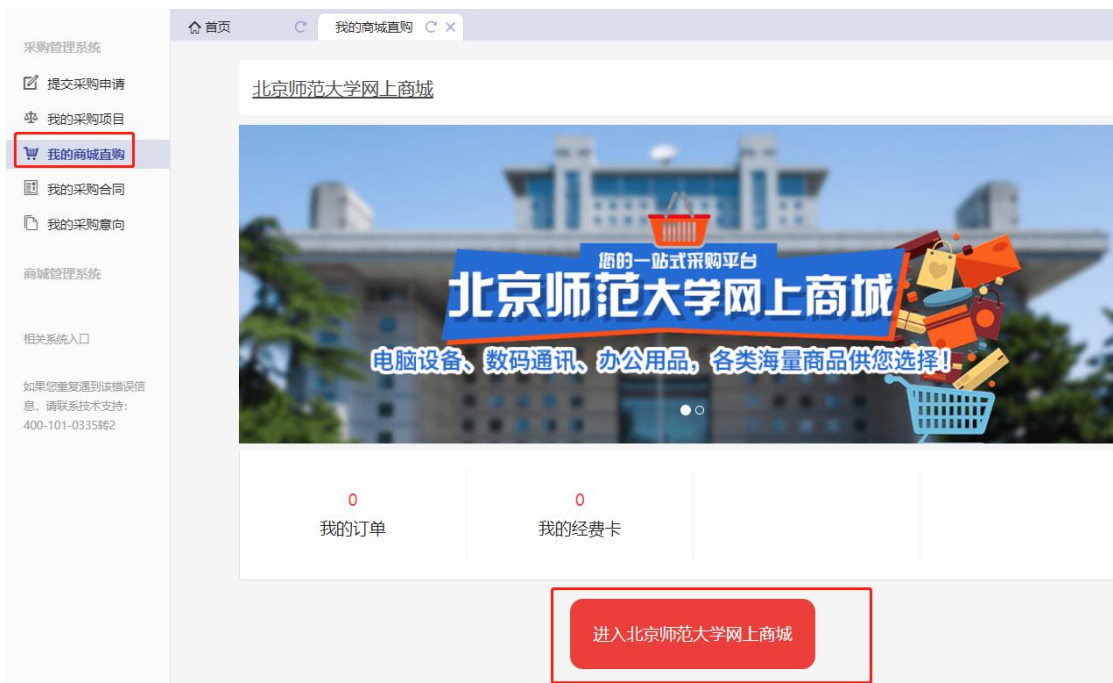 首页
我的商城直购
采购管理系统
提交采购申请
我的采购项目
我的商城直购
我的采购合同
我的采购意向
商城管理系统
相关系统入口
如果您重复遇到该错误信
息，请联系技术支持：
400-101-0335转2
北京师范大学网上商城
您的一站式采购平台
北京师范大学网上商城
电脑设备、数码通讯、办公用品，各类海量商品供您选择！
0
我的订单
0
我的经费卡
进入北京师范大学网上商城